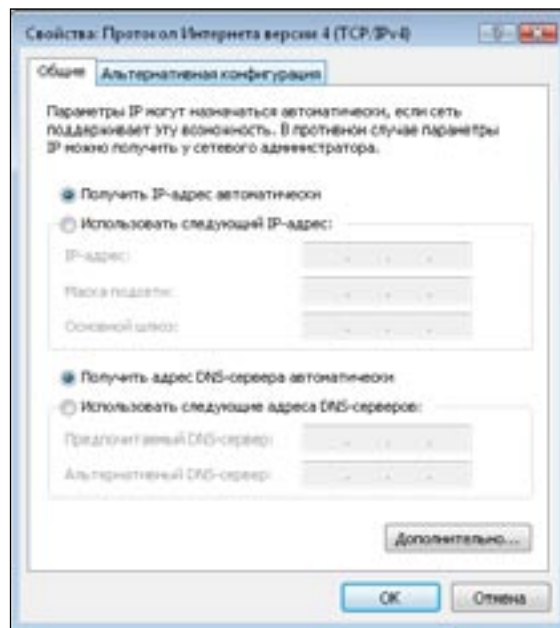 Свойства: Протокол Интернета версии 4 (TCP/IPv4)
Общие
Альтернативная конфигурация
Параметры IP могут назначаться автоматически, если сеть
поддерживает эту возможность. В противном случае параметры
IP можно получить у сетевого администратора.
Получить IP-адрес автоматически
Использовать следующий IP-адрес:
IP-адрес:
Маска подсети:
Основной шлюз:
Получить адрес DNS-сервера автоматически
Использовать следующие адреса DNS-серверов:
Предпочитаемый DNS-сервер:
Альтернативный DNS-сервер:
Дополнительно...
ОК
Отмена